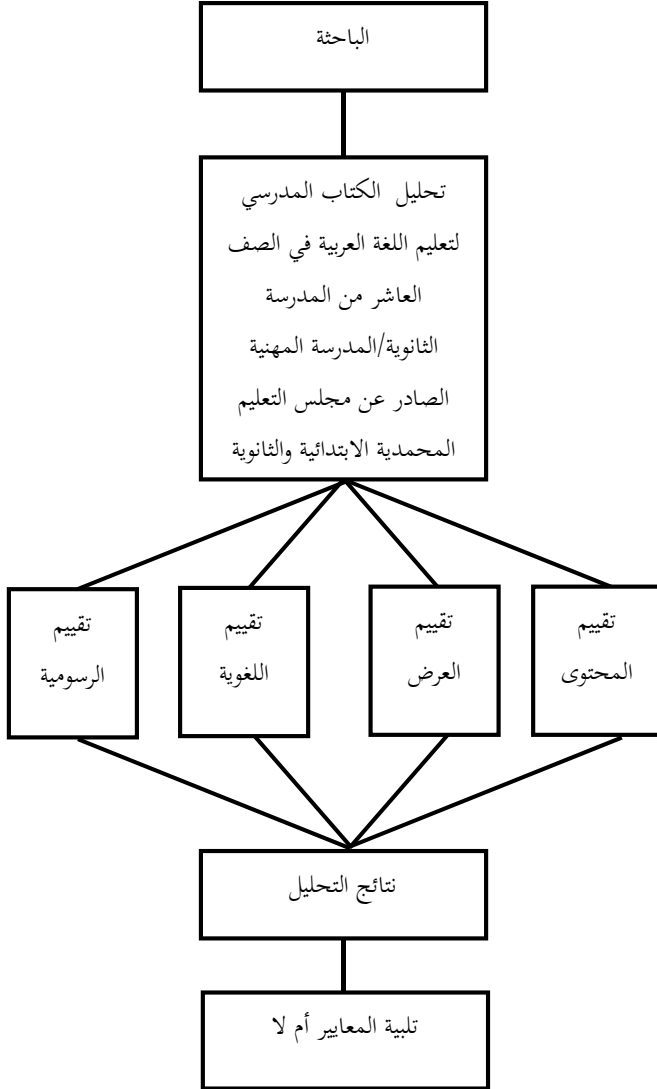 الباحثة
تحليل الكتاب المدرسي
لتعليم اللغة العربية في الصف
العاشر من المدرسة
الثانوية/المدرسة المهنية
الصادر عن مجلس التعليم
المحمدية الابتدائية والثانوية
تقييم
المحتوى
تقييم
العرض
تقييم
اللغوية
تقييم
الرسومية
نتائج التحليل
تلبية المعايير أم لا